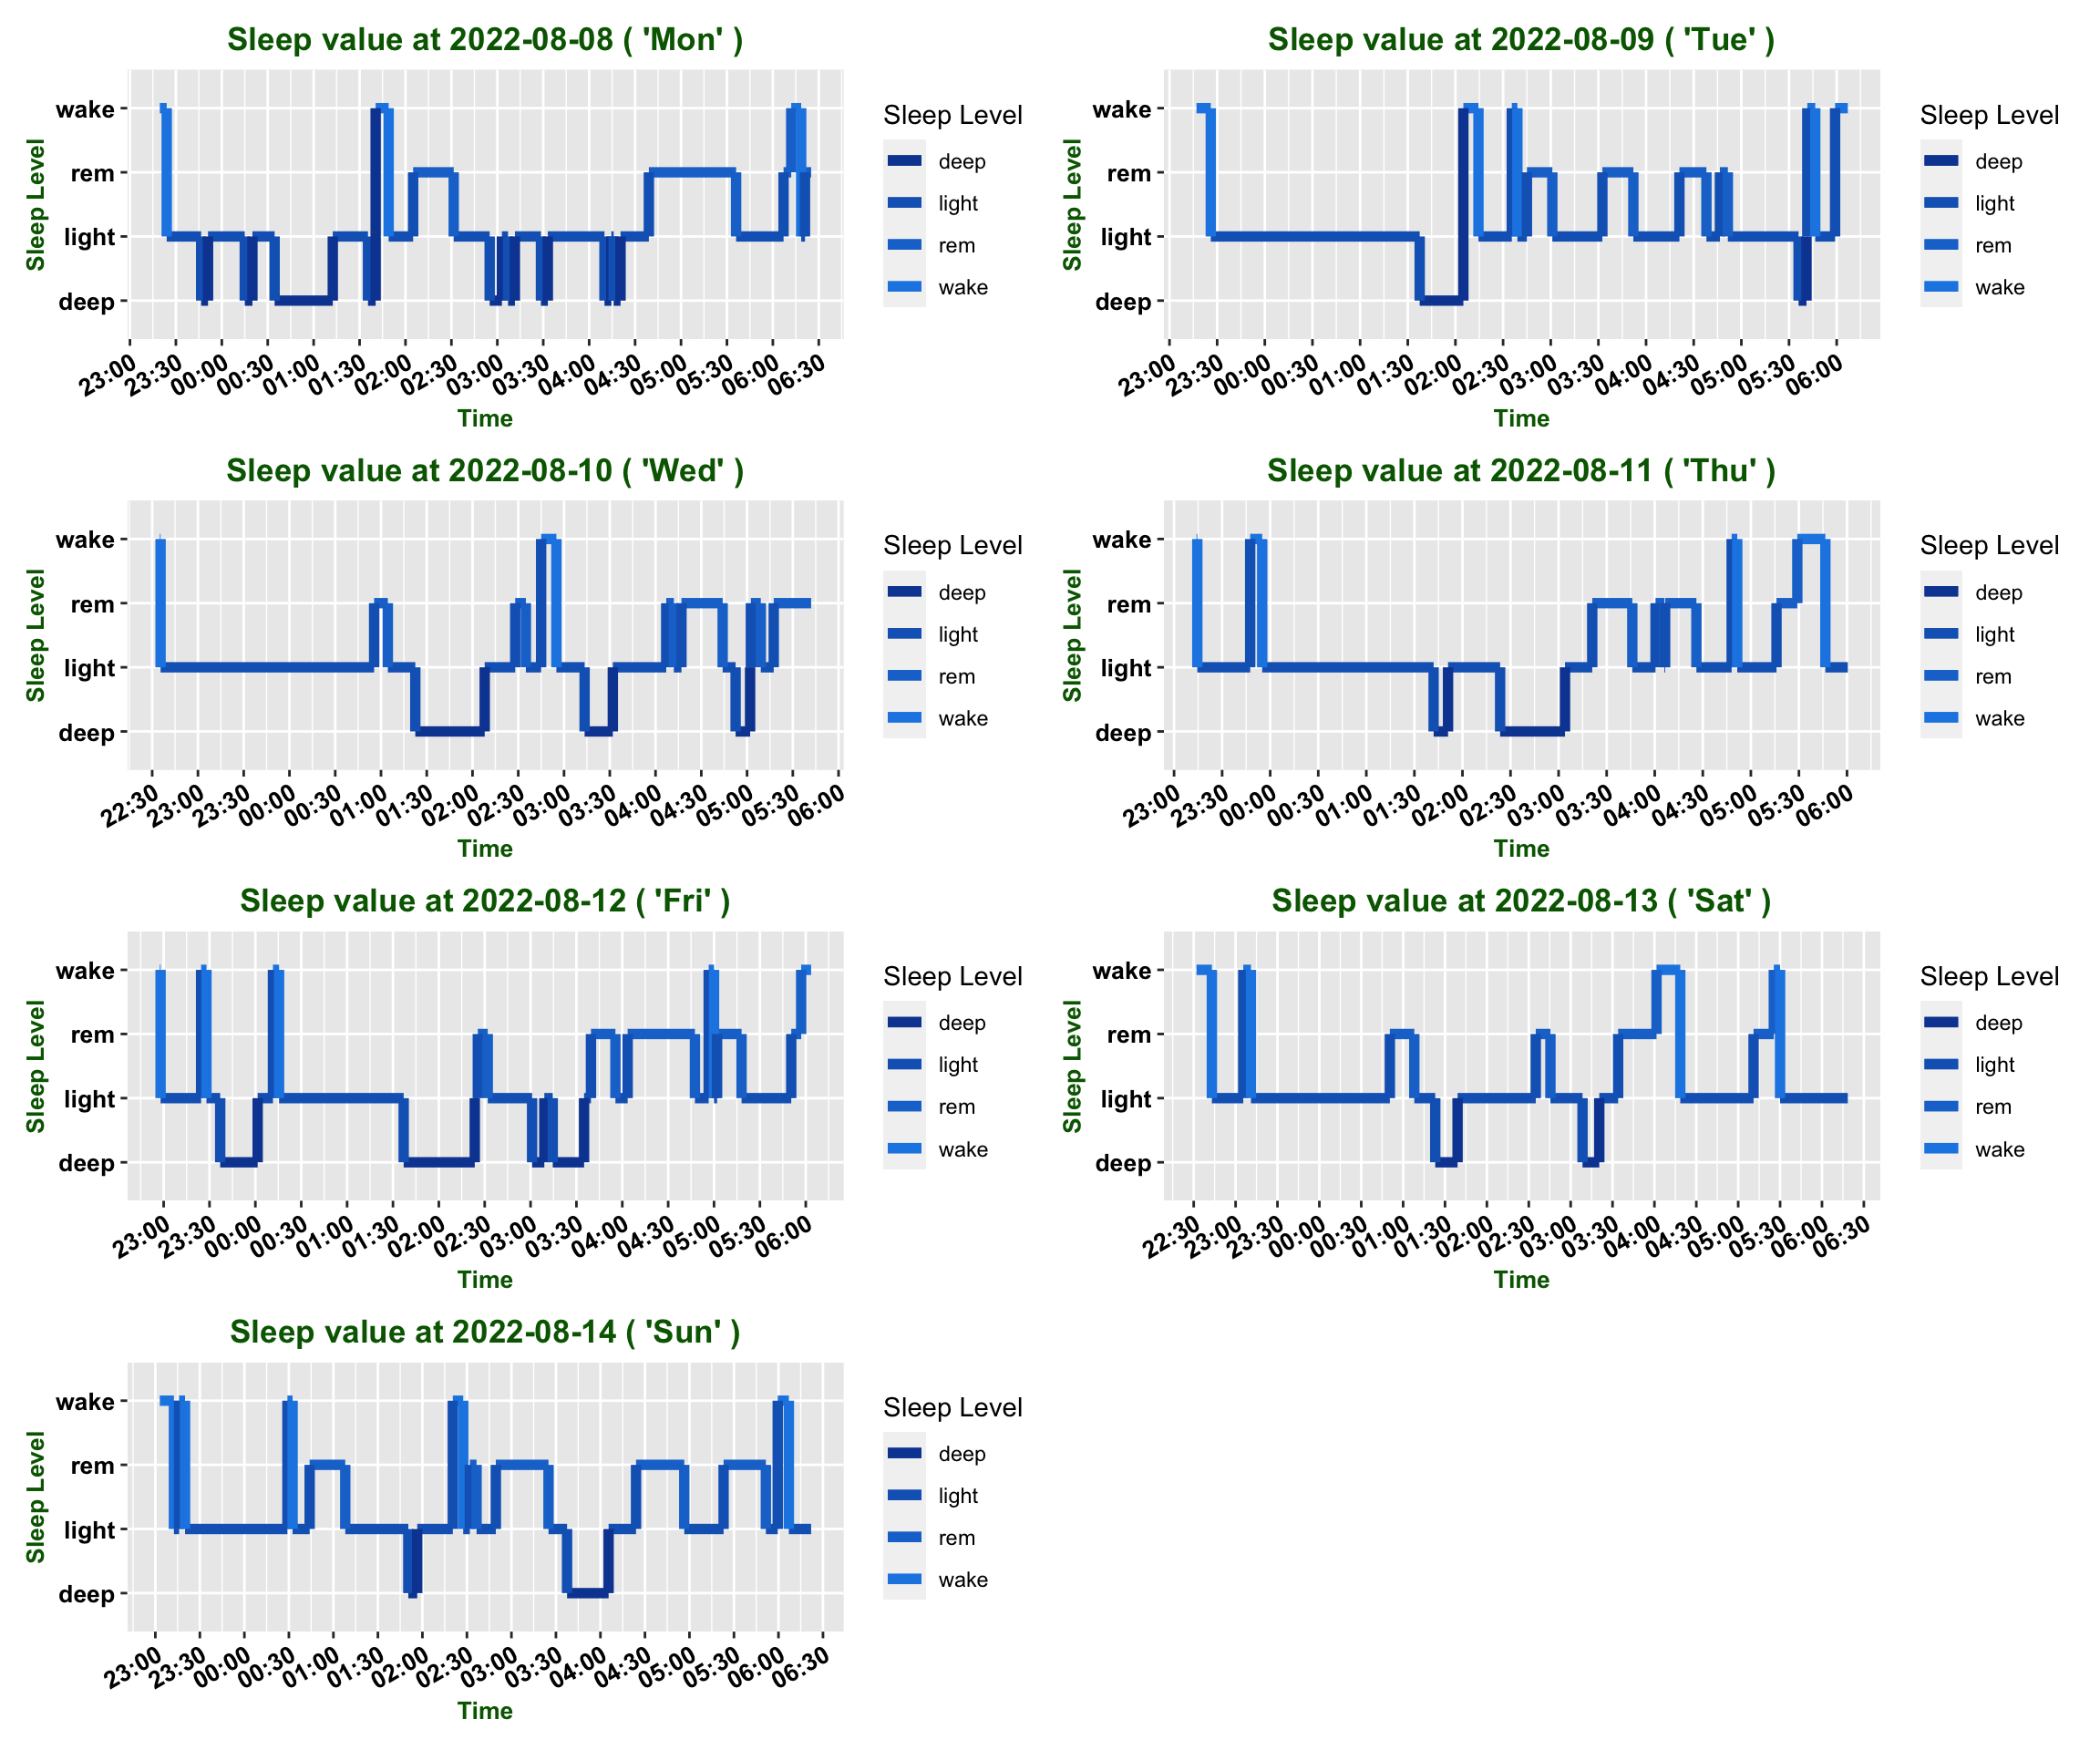 Sleep value at 2022-08-08 ( 'Mon' )
Sleep Level
wake
rem
light
deep
23:00 23:30 00:00 00:30 01:00 01:30 02:00 02:30 03:00 03:30 04:00 04:30 05:00 05:30 06:00 06:30
Time
Sleep Level
deep
light
rem
wake
Sleep value at 2022-08-09 ( 'Tue' )
Sleep Level
wake
rem
light
deep
23:00 23:30 00:00 00:30 01:00 01:30 02:00 02:30 03:00 03:30 04:00 04:30 05:00 05:30 06:00
Time
Sleep Level
deep
light
rem
wake
Sleep value at 2022-08-10 ( 'Wed' )
Sleep Level
wake
rem
light
deep
22:30 23:00 23:30 00:00 00:30 01:00 01:30 02:00 02:30 03:00 03:30 04:00 04:30 05:00 05:30 06:00
Time
Sleep Level
deep
light
rem
wake
Sleep value at 2022-08-11 ( 'Thu' )
Sleep Level
wake
rem
light
deep
23:00 23:30 00:00 00:30 01:00 01:30 02:00 02:30 03:00 03:30 04:00 04:30 05:00 05:30 06:00
Time
Sleep Level
deep
light
rem
wake
Sleep value at 2022-08-12 ( 'Fri' )
Sleep Level
wake
rem
light
deep
23:00 23:30 00:00 00:30 01:00 01:30 02:00 02:30 03:00 03:30 04:00 04:30 05:00 05:30 06:00
Time
Sleep Level
deep
light
rem
wake
Sleep value at 2022-08-13 ( 'Sat' )
Sleep Level
wake
rem
light
deep
22:30 23:00 23:30 00:00 00:30 01:00 01:30 02:00 02:30 03:00 03:30 04:00 04:30 05:00 05:30 06:00 06:30
Time
Sleep Level
deep
light
rem
wake
Sleep value at 2022-08-14 ( 'Sun' )
Sleep Level
wake
rem
light
deep
23:00 23:30 00:00 00:30 01:00 01:30 02:00 02:30 03:00 03:30 04:00 04:30 05:00 05:30 06:00 06:30
Time
Sleep Level
deep
light
rem
wake